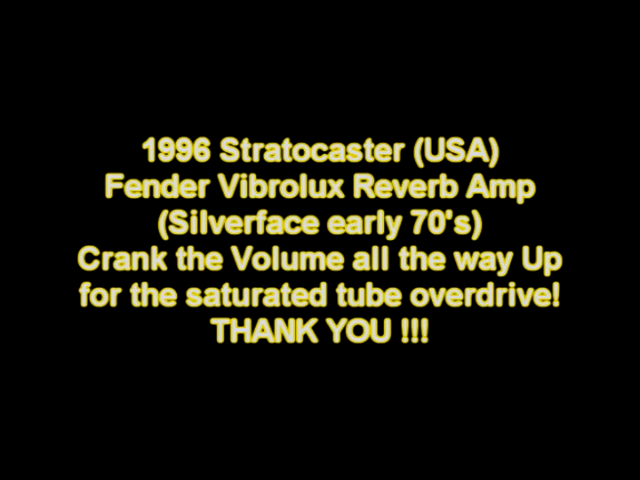 1996 Stratocaster (USA)
Fender Vibrolux Reverb Amp
(Silverface early 70's)
Crank the Volume all the way Up
for the saturated tube overdrive!
THANK YOU !!!